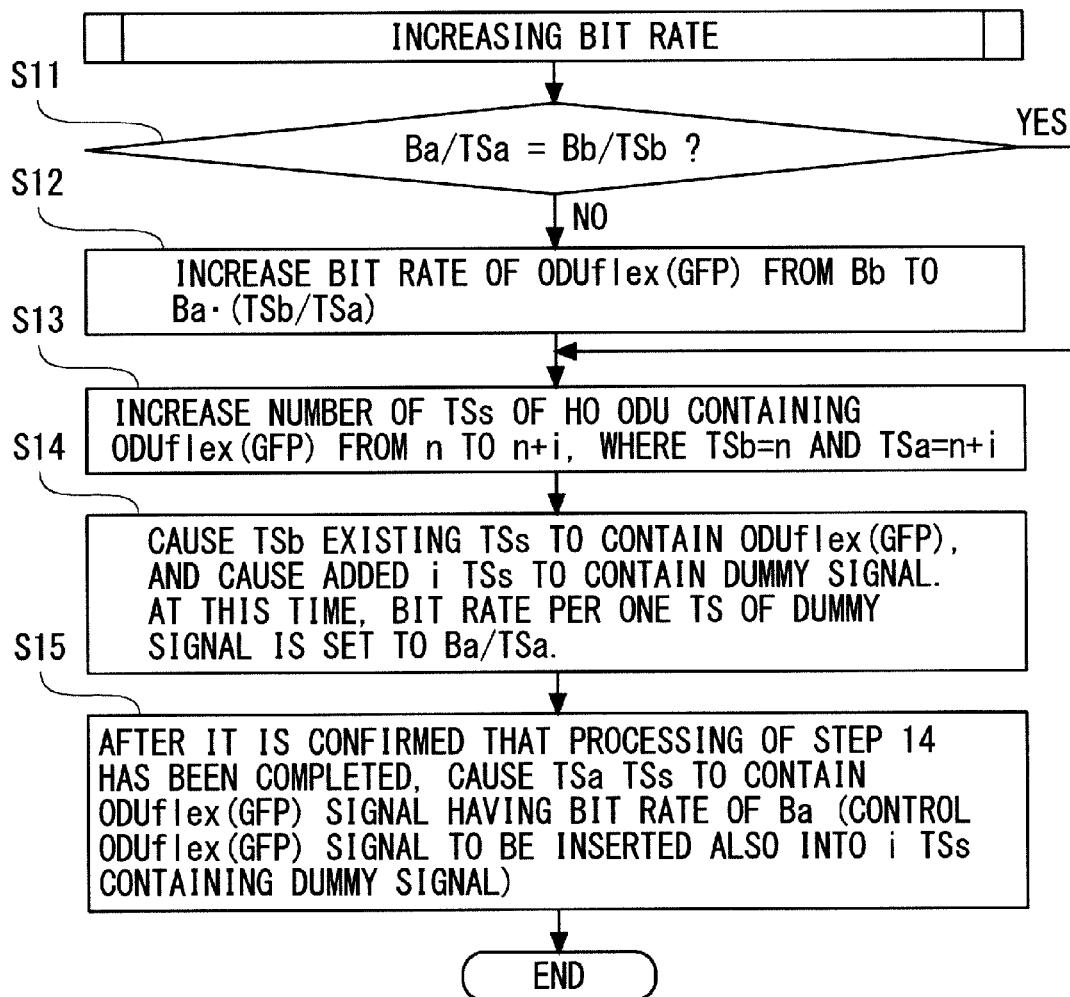 INCREASING BIT RATE
S11
Ba/TSa = Bb/TSb ?
YES
NO
S12
INCREASE BIT RATE OF ODUflex(GFP) FROM Bb TO
Ba·(TSb/TSa)
S13
INCREASE NUMBER OF TSs OF HO ODU CONTAINING
ODUflex(GFP) FROM n TO n+i, WHERE TSb=n AND TSa=n+i
S14
CAUSE TSb EXISTING TSs TO CONTAIN ODUflex(GFP),
AND CAUSE ADDED i TSs TO CONTAIN DUMMY SIGNAL.
AT THIS TIME, BIT RATE PER ONE TS OF DUMMY
SIGNAL IS SET TO Ba/TSa.
S15
AFTER IT IS CONFIRMED THAT PROCESSING OF STEP 14
HAS BEEN COMPLETED, CAUSE TSa TSs TO CONTAIN
ODUflex(GFP) SIGNAL HAVING BIT RATE OF Ba (CONTROL
ODUflex(GFP) SIGNAL TO BE INSERTED ALSO INTO i TSs
CONTAINING DUMMY SIGNAL)
END